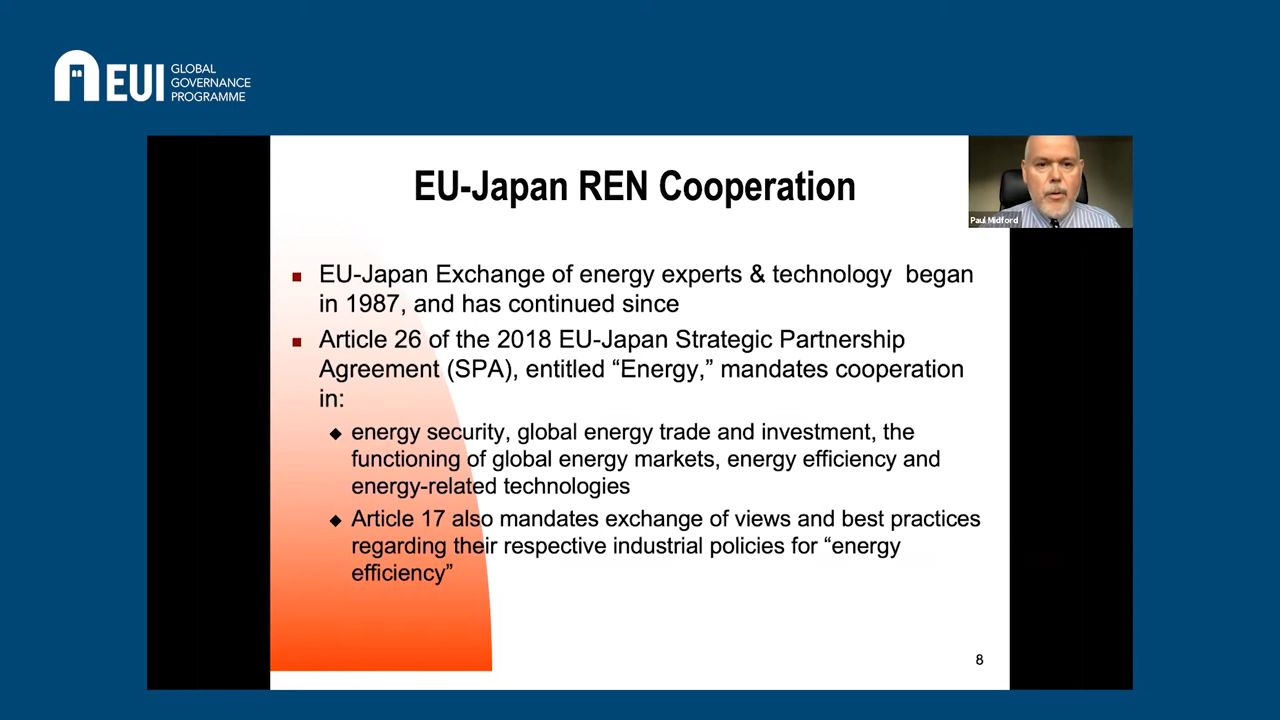 EUI
GLOBAL
GOVERNANCE
PROGRAMME
EU-Japan REN Cooperation
Paul Midford
EU-Japan Exchange of energy experts & technology began
in 1987, and has continued since
Article 26 of the 2018 EU-Japan Strategic Partnership
Agreement (SPA), entitled “Energy,” mandates cooperation
in:
energy security, global energy trade and investment, the
functioning of global energy markets, energy efficiency and
energy-related technologies
Article 17 also mandates exchange of views and best practices
regarding their respective industrial policies for “energy
efficiency”
8